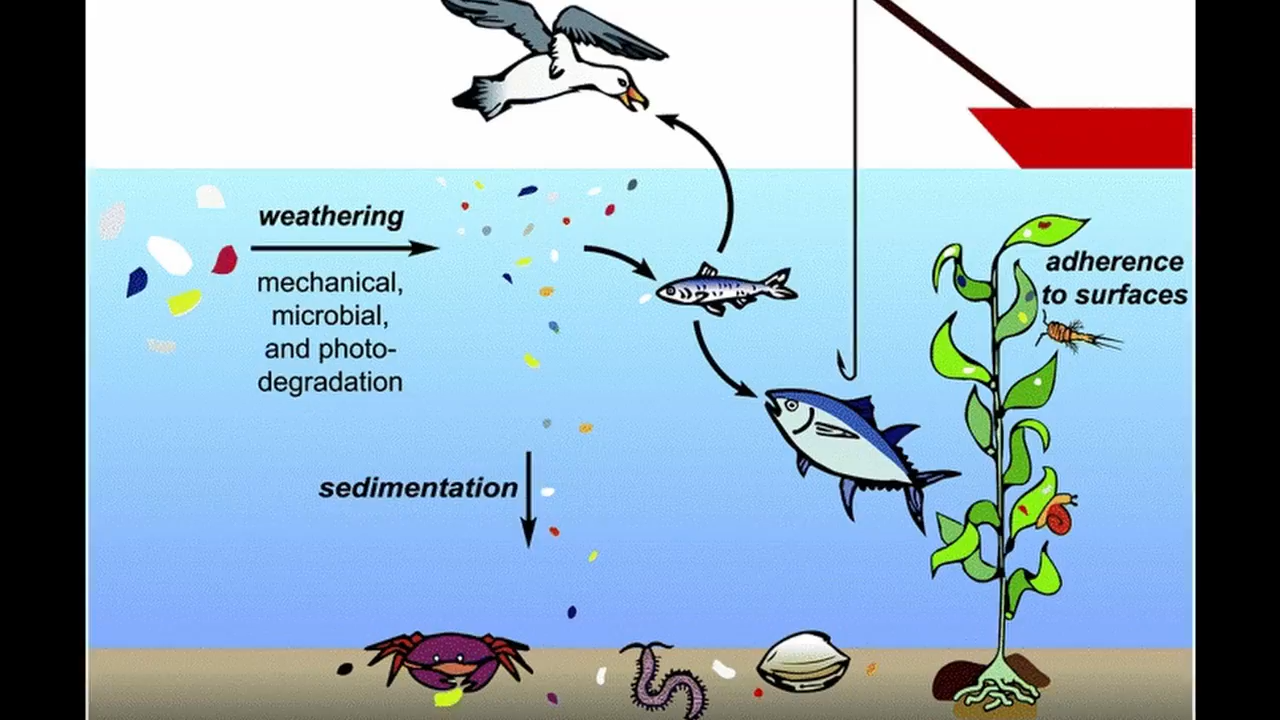 weathering
mechanical,
microbial,
and photo-
degradation
adherence
to surfaces
sedimentation